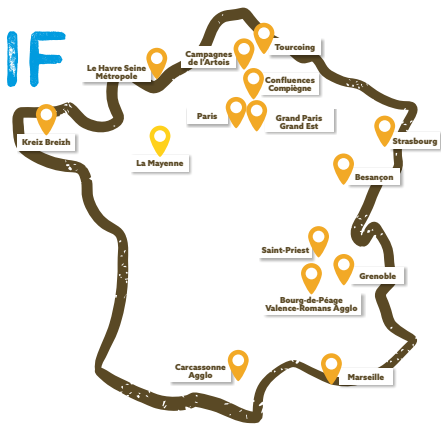 IF
Tourcoing
Campagnes
de l'Artois
Le Havre Seine
Métropole
Confluences
Compiègne
Paris
Grand Paris
Grand Est
Strasbourg
Kreiz Breizh
La Mayenne
Besançon
Saint-Priest
Grenoble
Bourg-de-Péage
Valence-Romans Agglo
Carcassonne
Agglo
Marseille